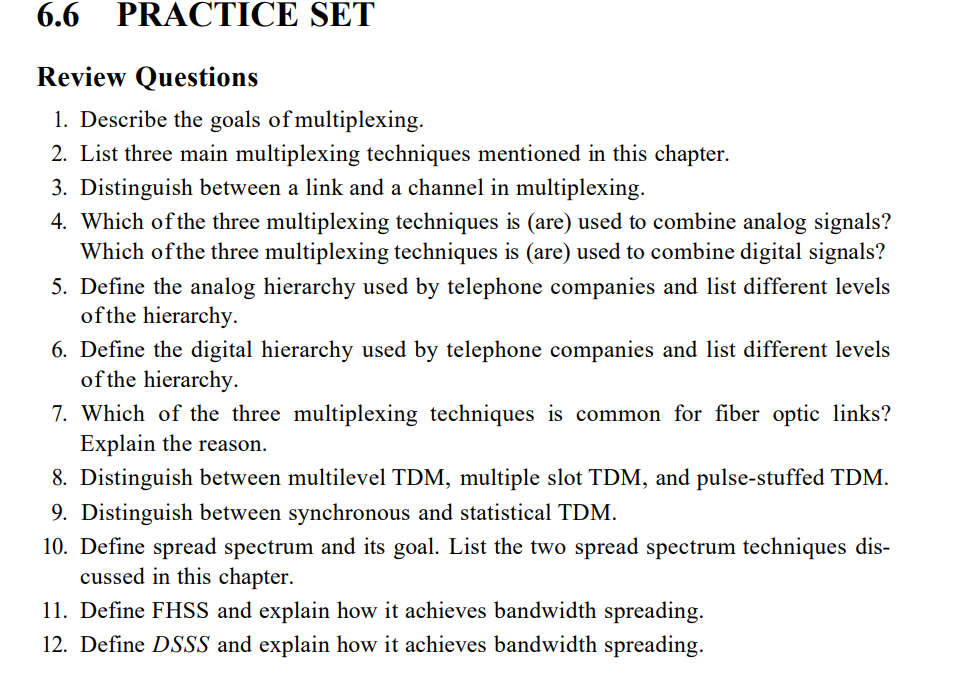 6.6 PRACTICE SET
Review Questions
1. Describe the goals of multiplexing.
2. List three main multiplexing techniques mentioned in this chapter.
3. Distinguish between a link and a channel in multiplexing.
4. Which of the three multiplexing techniques is (are) used to combine analog signals?
Which of the three multiplexing techniques is (are) used to combine digital signals?
5. Define the analog hierarchy used by telephone companies and list different levels
of the hierarchy.
6. Define the digital hierarchy used by telephone companies and list different levels
of the hierarchy.
7. Which of the three multiplexing techniques is common for fiber optic links?
Explain the reason.
8. Distinguish between multilevel TDM, multiple slot TDM, and pulse-stuffed TDM.
9. Distinguish between synchronous and statistical TDM.
10. Define spread spectrum and its goal. List the two spread spectrum techniques dis-
cussed in this chapter.
11. Define FHSS and explain how it achieves bandwidth spreading.
12. Define DSSS and explain how it achieves bandwidth spreading.